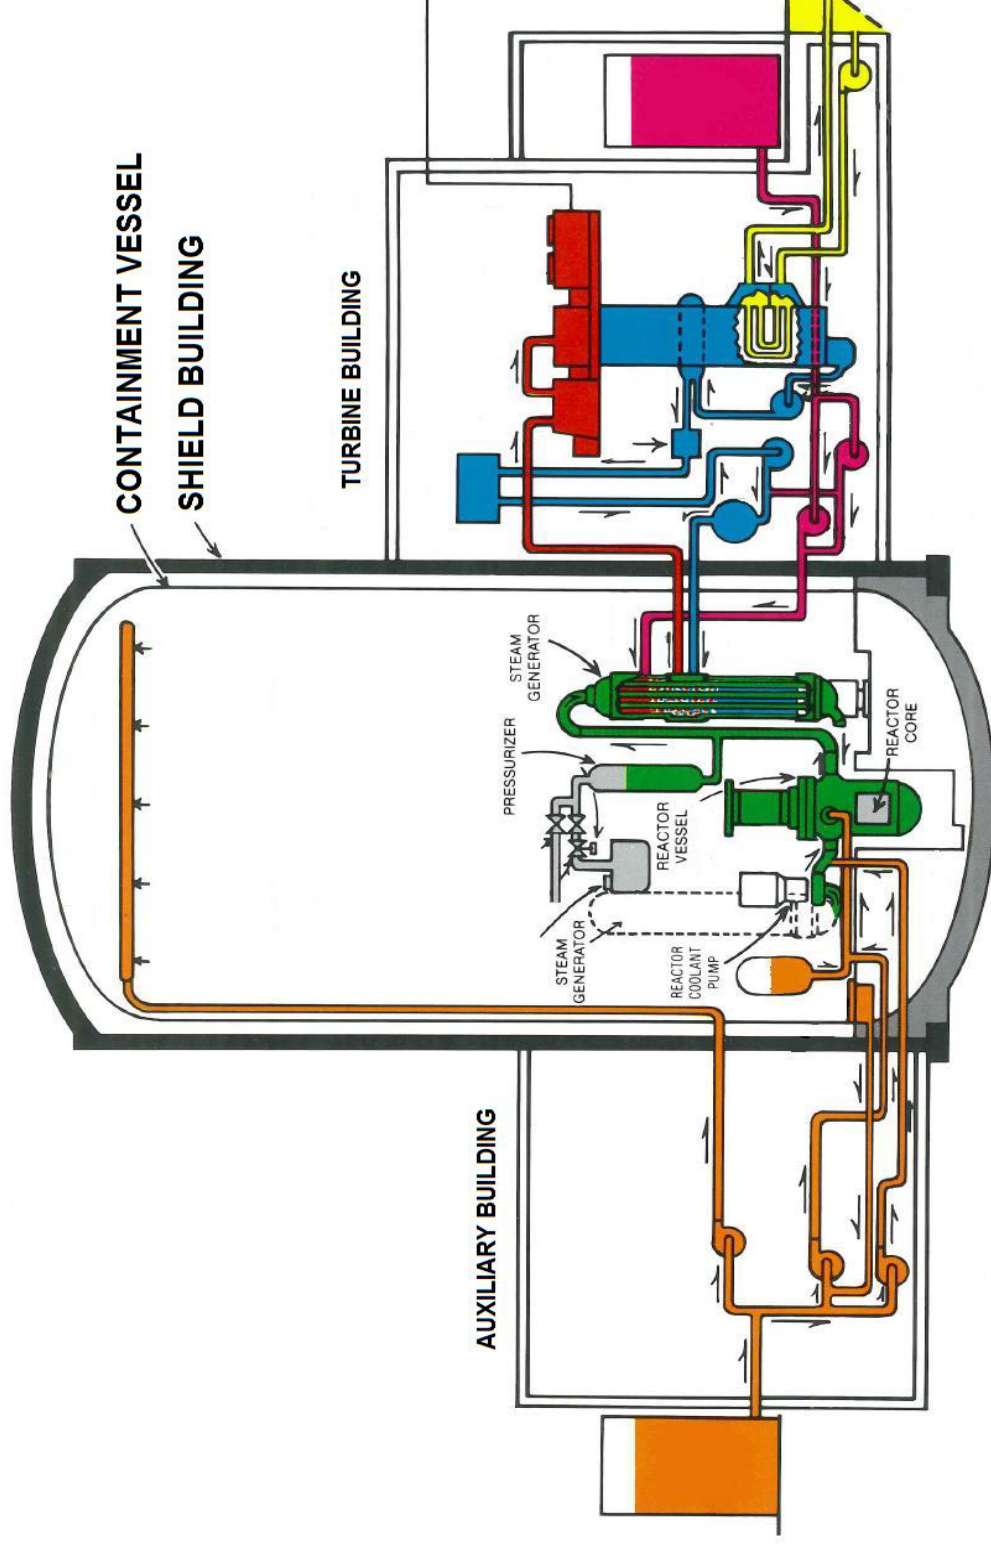 CONTAINMENT VESSEL
SHIELD BUILDING
TURBINE BUILDING
STEAM
GENERATOR
PRESSURIZER
REACTOR
VESSEL
REACTOR
CORE
STEAM
GENERATOR
REACTOR
COOLANT
PUMP
AUXILIARY BUILDING